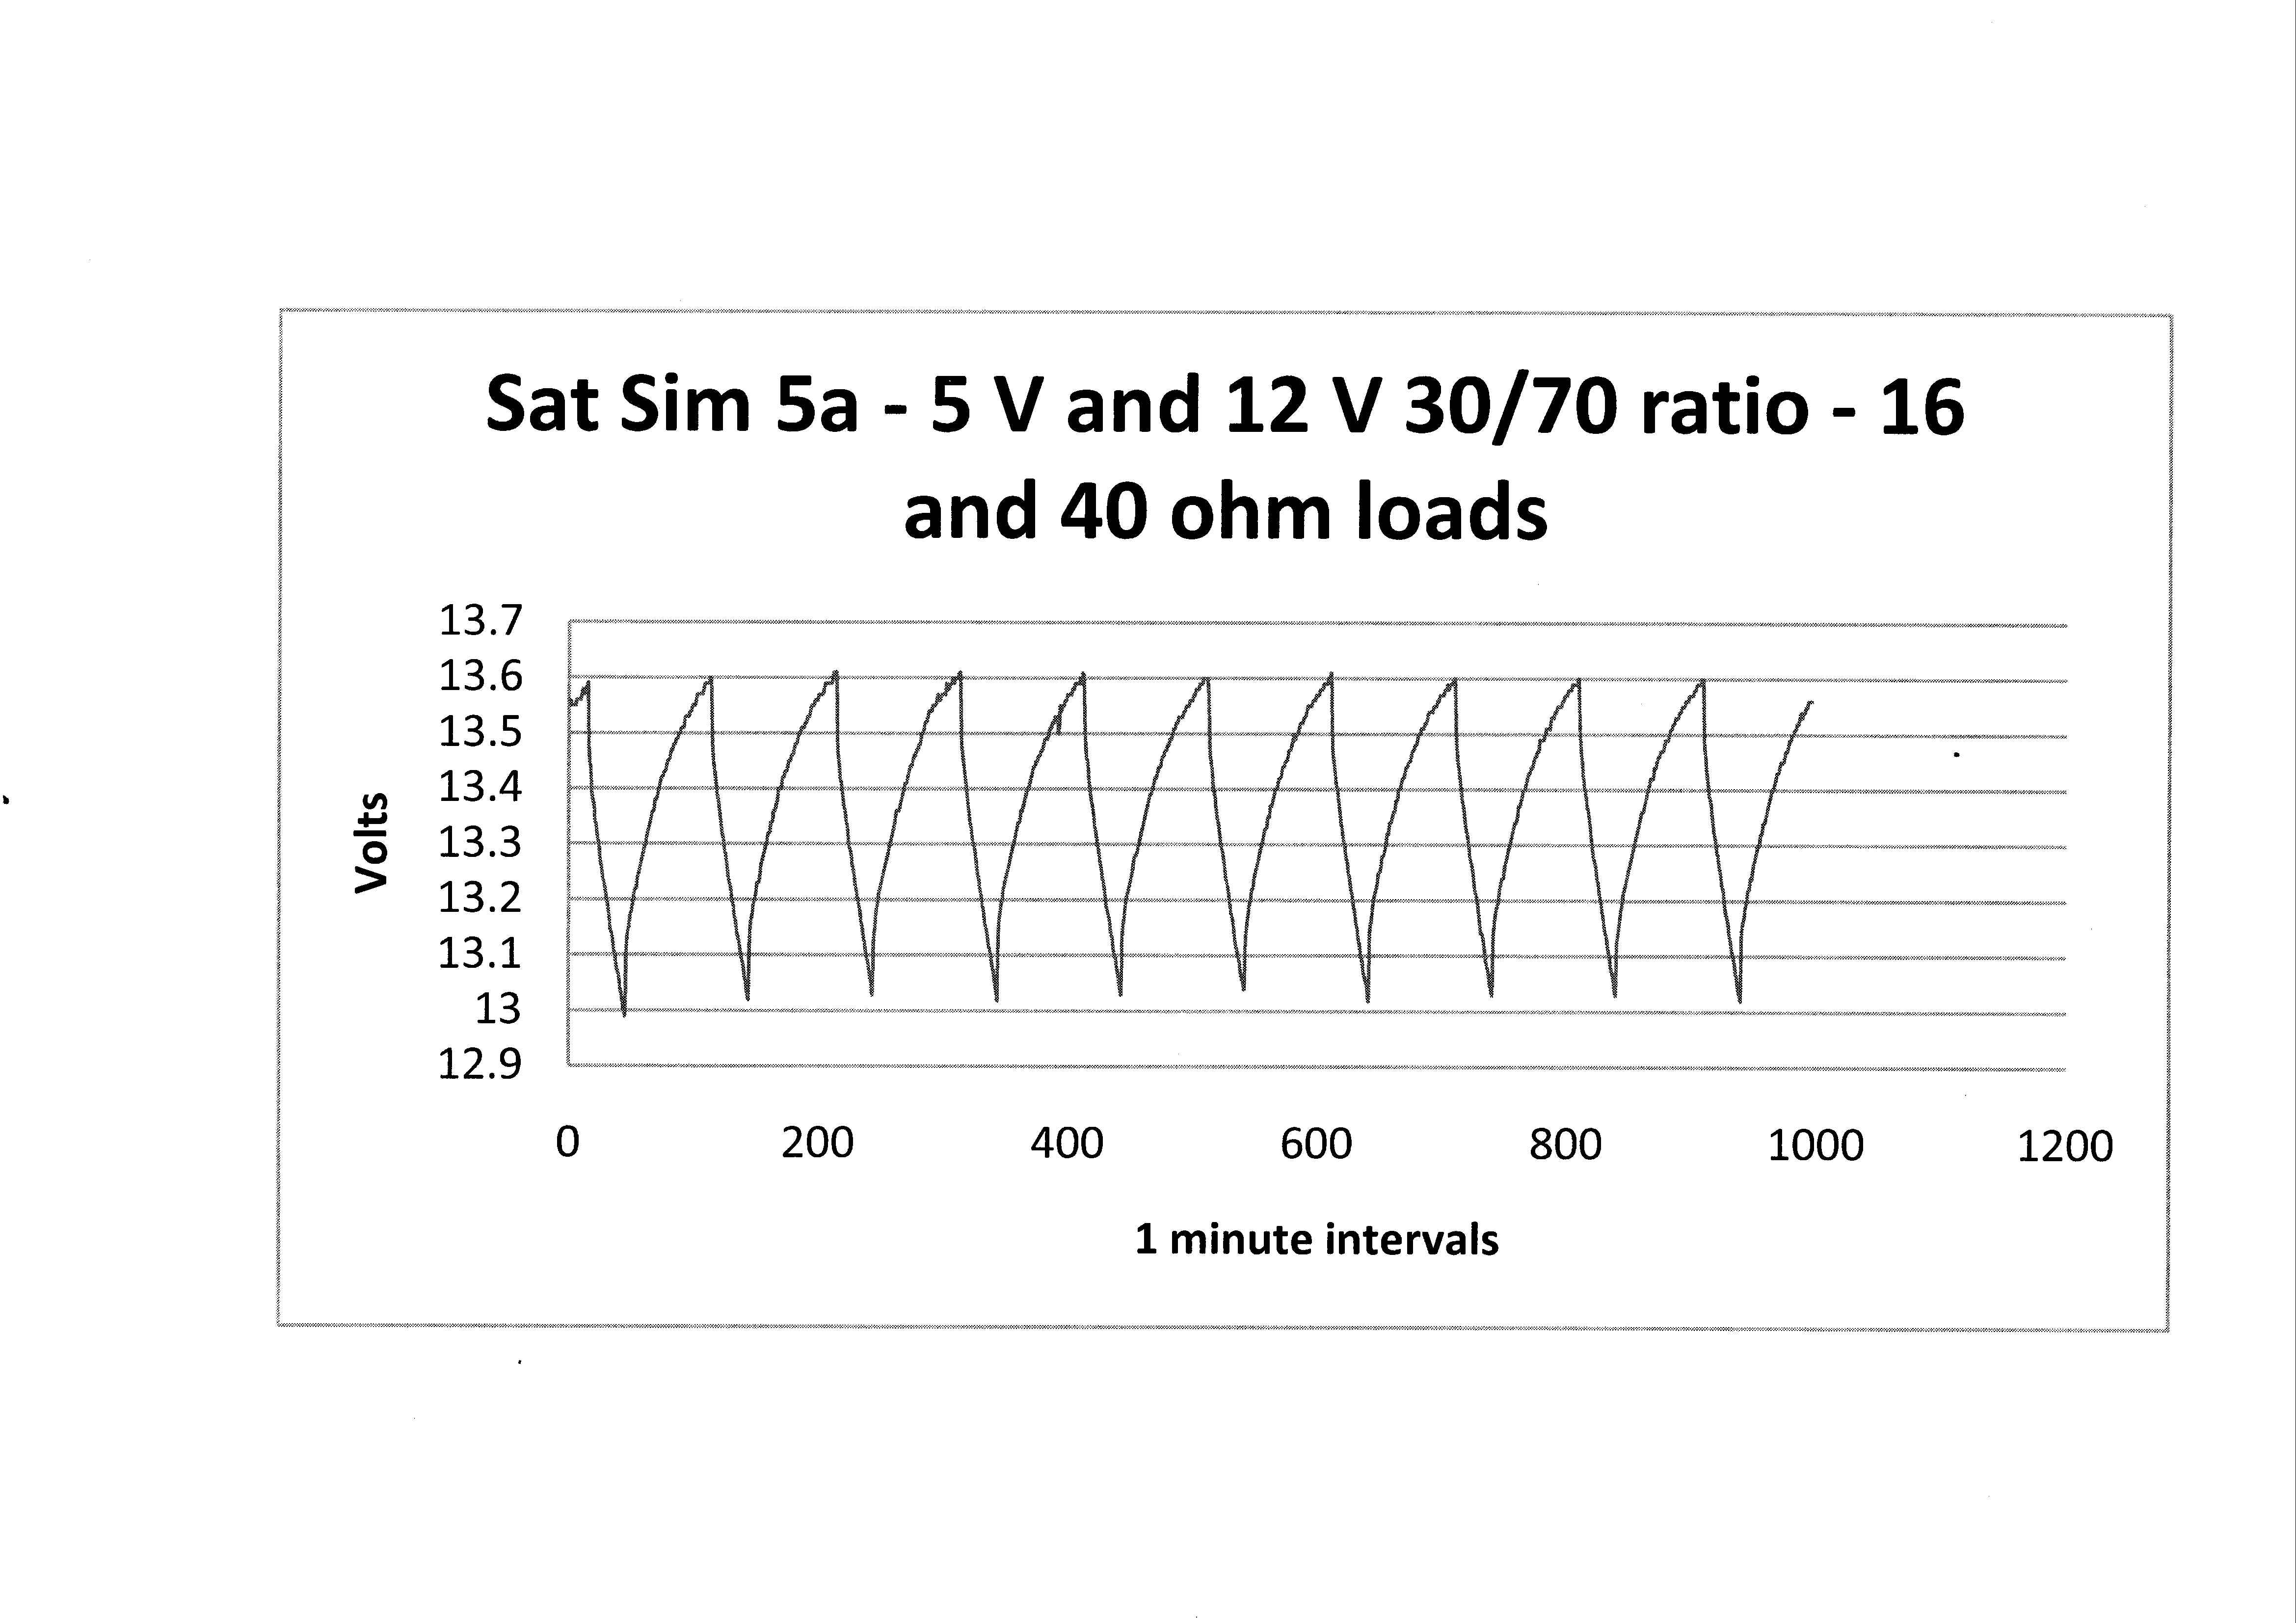 Sat Sim 5a - 5 V and 12 V 30/70 ratio - 16
and 40 ohm loads
13.7
13.6
13.5
13.4
13.3
13.2
13.1
13
12.9
Volts
0 200 400 600 800 1000 1200
1 minute intervals